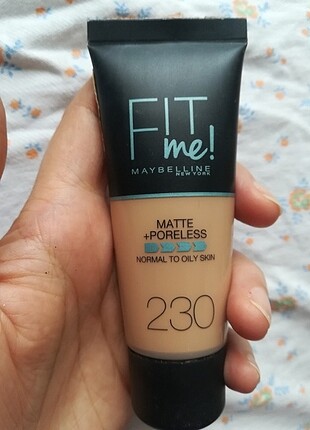 FIT
me!
MAYBELLINE
NEW YORK
MATTE
+PORELESS
NORMAL TO OILY SKIN
230